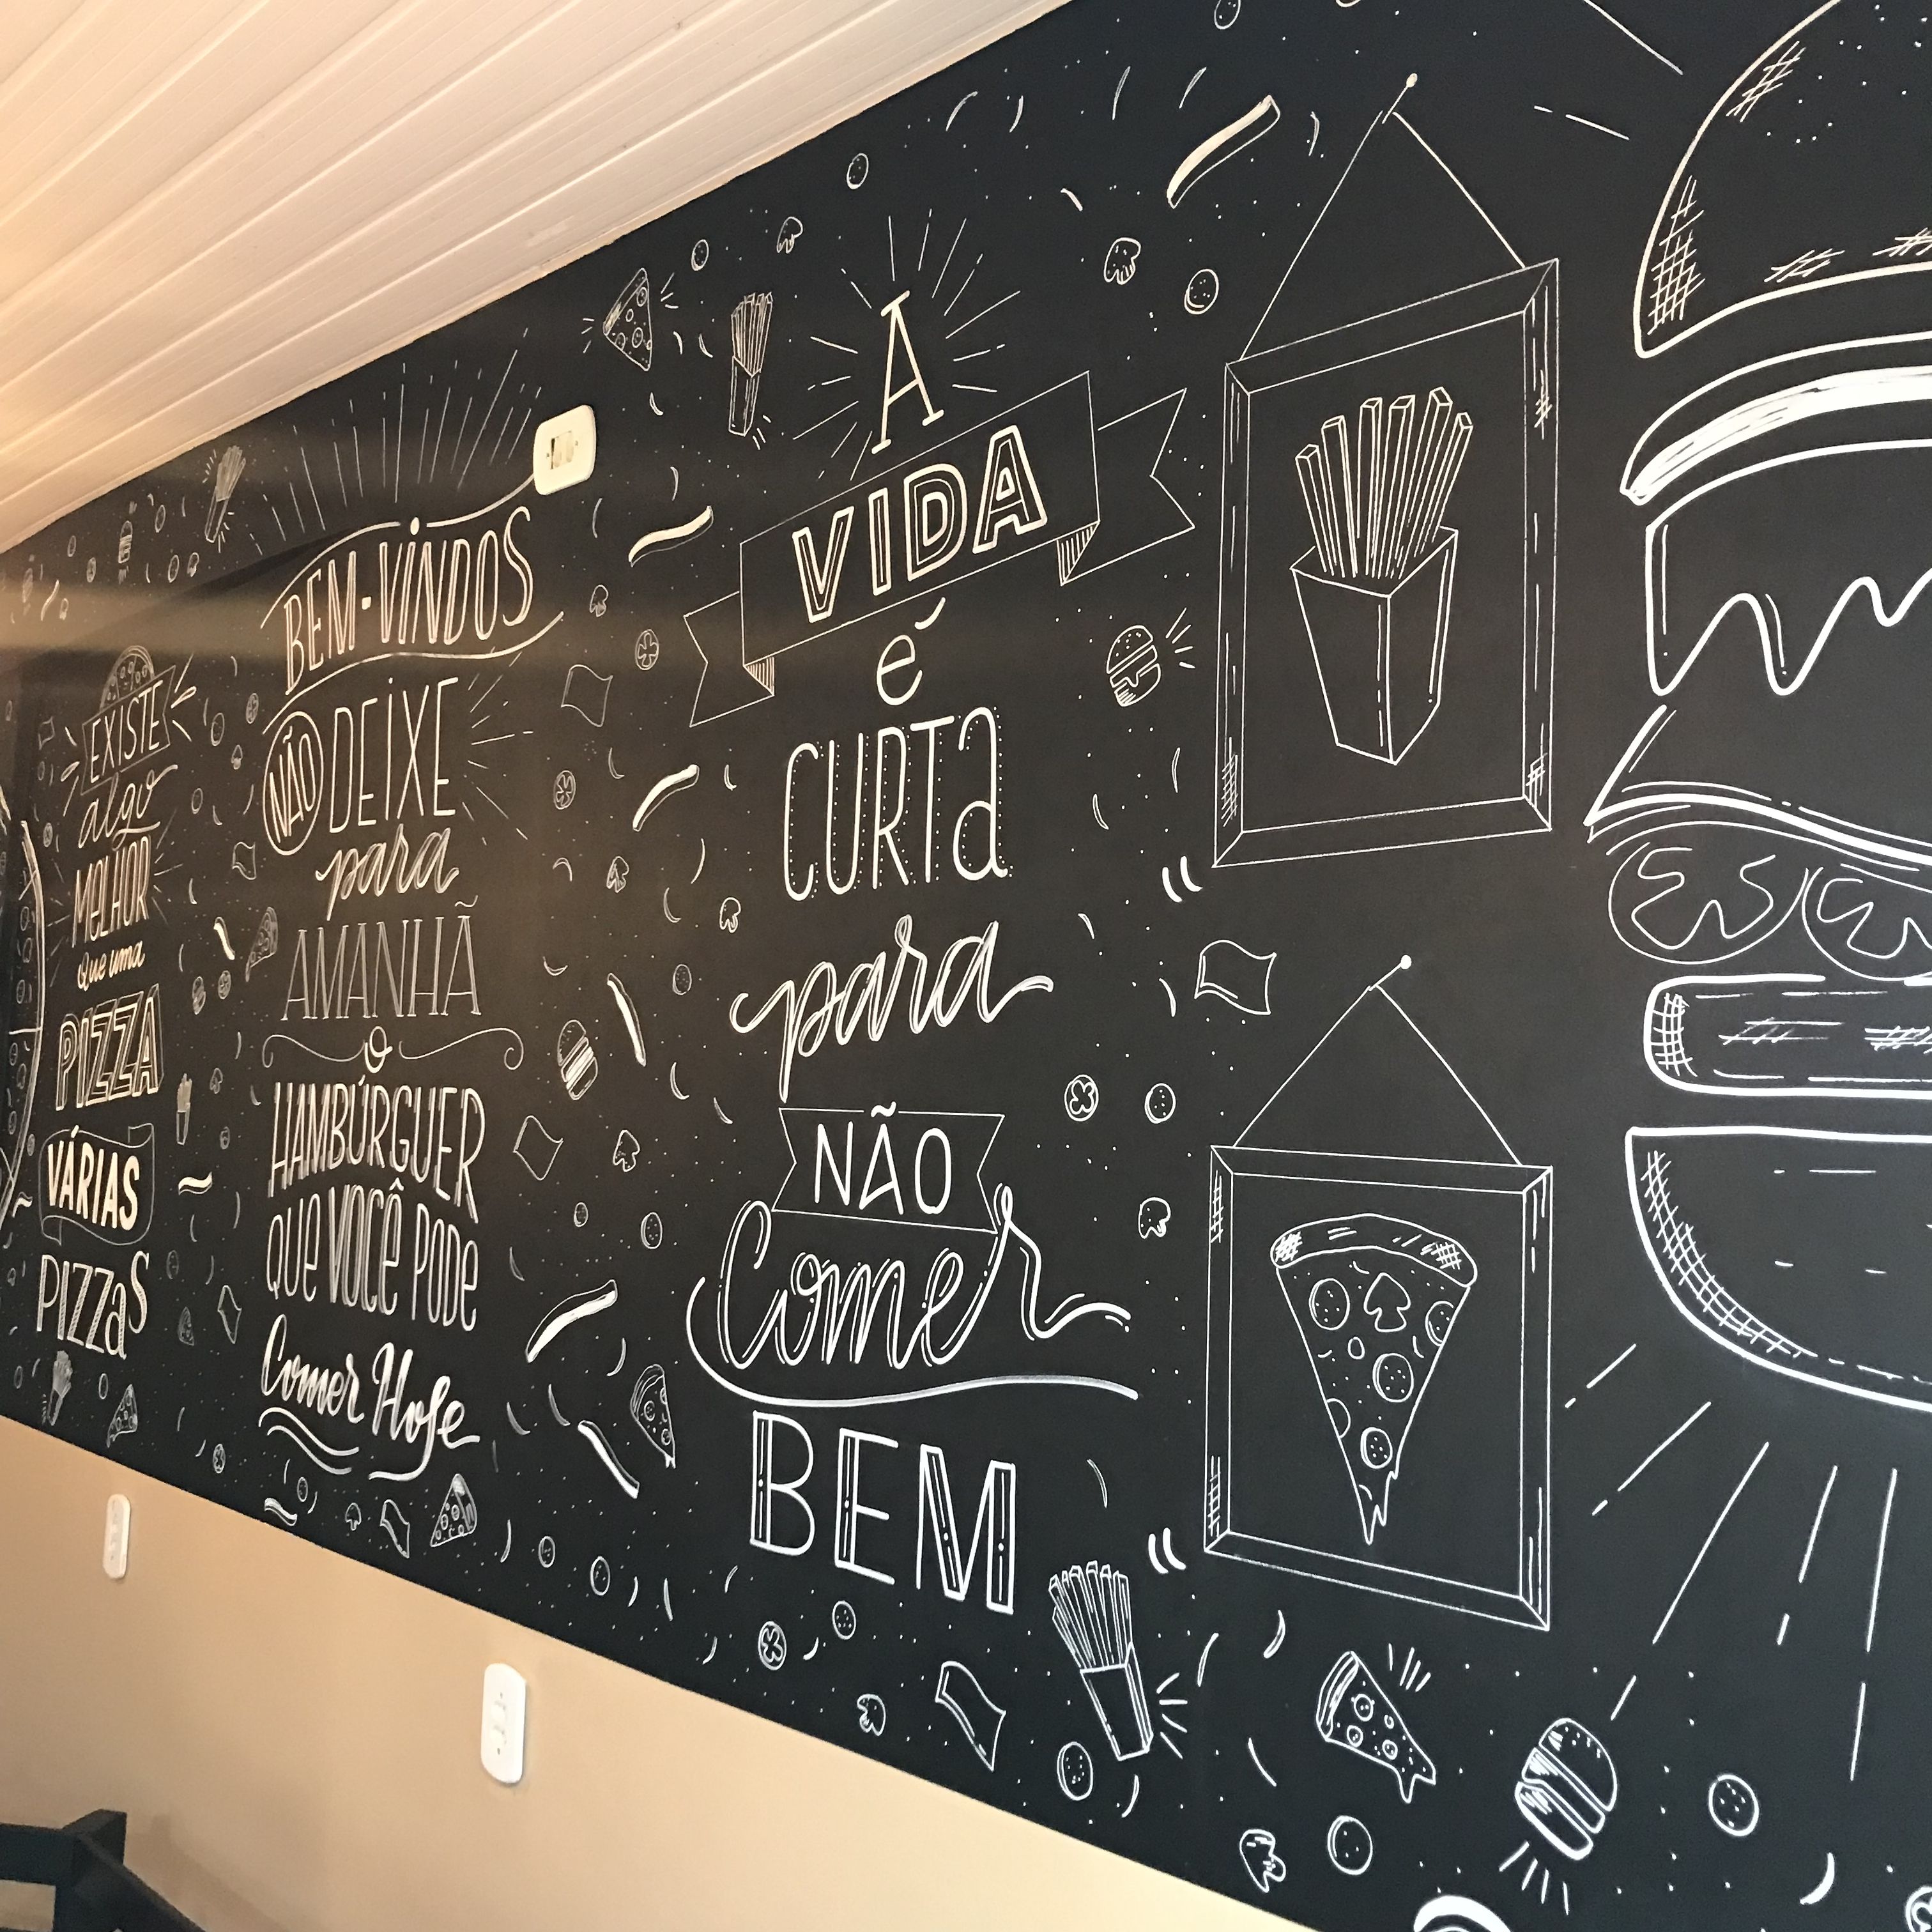 EXISTE
algo
MELHOR
que uma
PIZZA
VÁRIAS
PIZZAS
BEM-VINDOS
NÃO DEIXE
para
AMANHÃ
O
HAMBÚRGUER
QUE VOCÊ PODE
Comer Hoje
A
VIDA
é
CURTA
para
NÃO
Comer
BEM